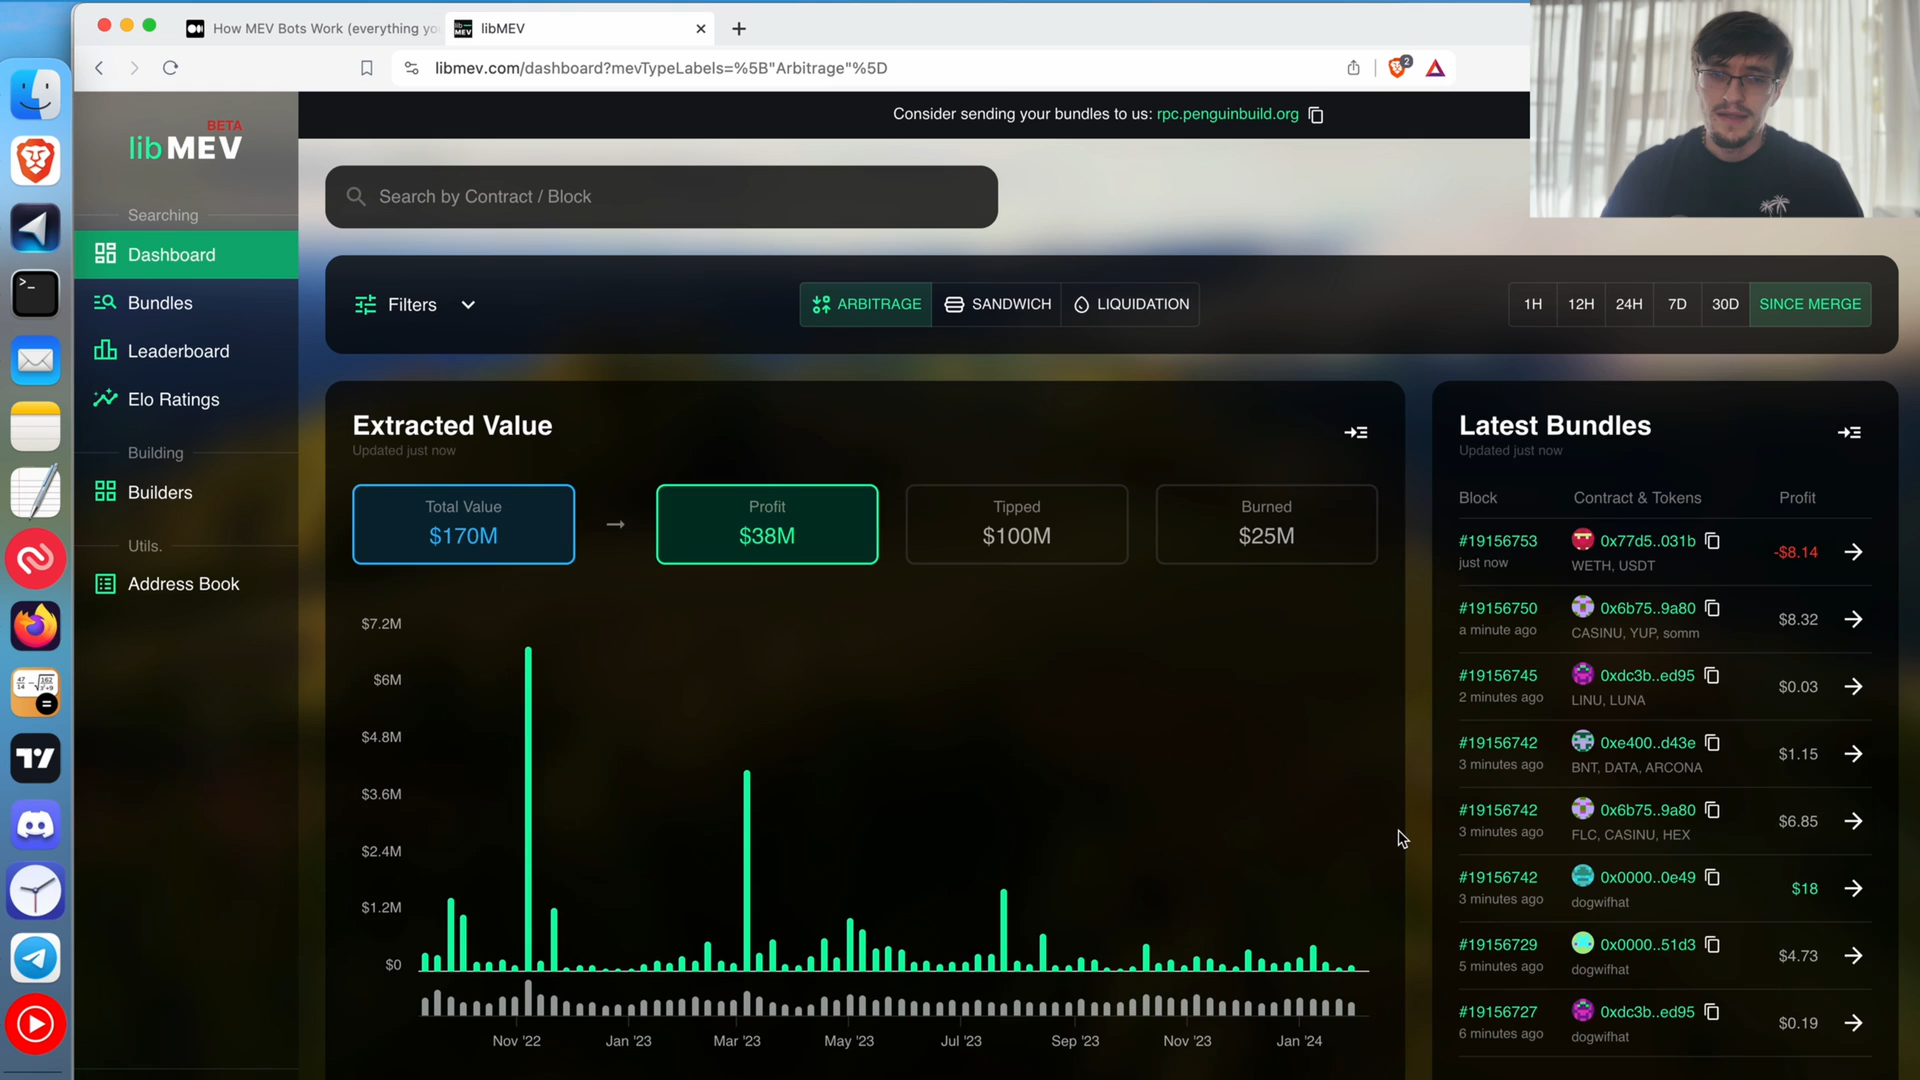 How MEV Bots Work (everything yo
libMEV
libmev.com/dashboard?mevTypeLabels=%5B"Arbitrage"%5D
2
Consider sending your bundles to us: rpc.penguinbuild.org
BETA
libMEV
Search by Contract / Block
Searching
Dashboard
Bundles
Leaderboard
Elo Ratings
Building
Builders
Utils.
Address Book
Filters
ARBITRAGE
SANDWICH
LIQUIDATION
1H
12H
24H
7D
30D
SINCE MERGE
Extracted Value
Updated just now
Total Value
$170M
Profit
$38M
Tipped
$100M
Burned
$25M
$7.2M
$6M
$4.8M
$3.6M
$2.4M
$1.2M
$0
Nov '22
Jan '23
Mar '23
May '23
Jul '23
Sep '23
Nov '23
Jan '24
Latest Bundles
Updated just now
Block Contract & Tokens Profit
#19156753 0x77d5..031b -$8.14
just now WETH, USDT
#19156750 0x6b75..9a80 $8.32
a minute ago CASINU, YUP, somm
#19156745 0xdc3b..ed95 $0.03
2 minutes ago LINU, LUNA
#19156742 0xe400..d43e $1.15
3 minutes ago BNT, DATA, ARCONA
#19156742 0x6b75..9a80 $6.85
3 minutes ago FLC, CASINU, HEX
#19156742 0x0000..0e49 $18
3 minutes ago dogwifhat
#19156729 0x0000..51d3 $4.73
5 minutes ago dogwifhat
#19156727 0xdc3b..ed95 $0.19
6 minutes ago dogwifhat